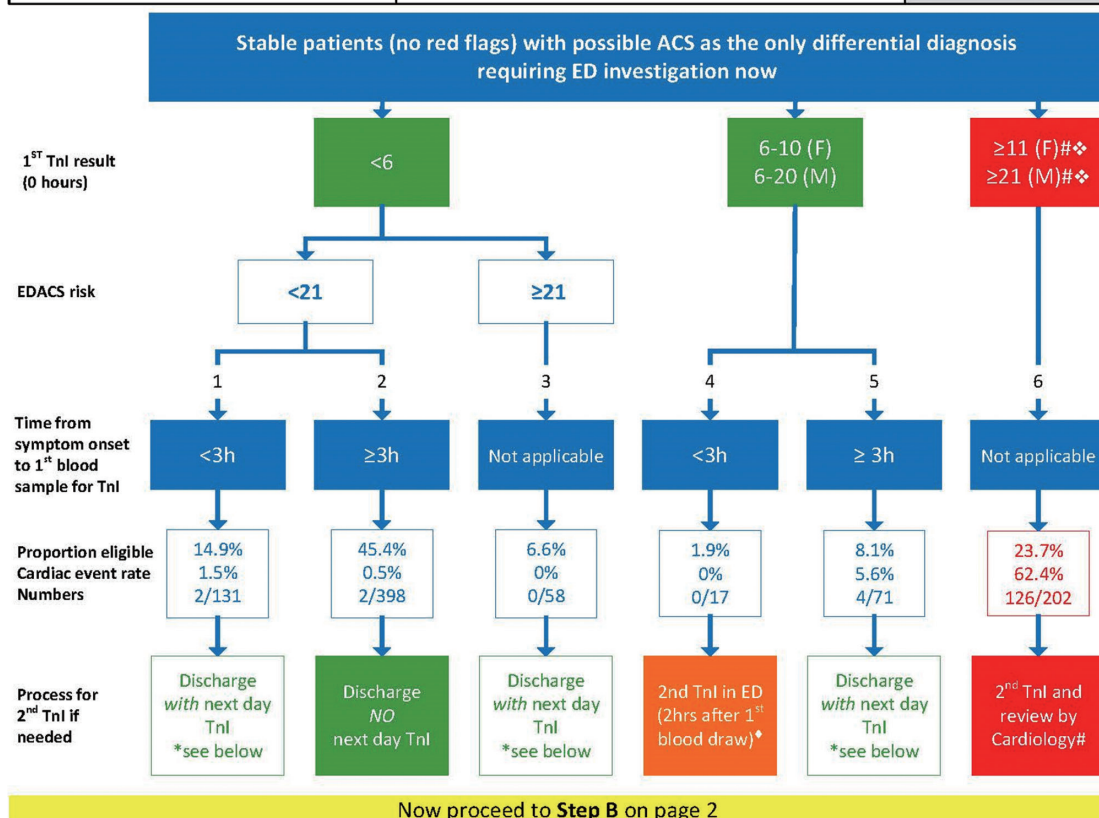 Stable patients (no red flags) with possible ACS as the only differential diagnosis
requiring ED investigation now
1ST TnI result
(0 hours)
<6
6-10 (F)
6-20 (M)
≥11 (F)#❖
≥21 (M)#❖
EDACS risk
<21
≥21
1
2
3
4
5
6
Time from
symptom onset
to 1st blood
sample for TnI
<3h
≥3h
Not applicable
<3h
≥ 3h
Not applicable
Proportion eligible
Cardiac event rate
Numbers
14.9%
1.5%
2/131
45.4%
0.5%
2/398
6.6%
0%
0/58
1.9%
0%
0/17
8.1%
5.6%
4/71
23.7%
62.4%
126/202
Process for
2nd TnI if
needed
Discharge
with next day
TnI
*see below
Discharge
NO
next day TnI
Discharge
with next day
TnI
*see below
2nd TnI in ED
(2hrs after 1st
blood draw)♦
Discharge
with next day
TnI
*see below
2nd TnI and
review by
Cardiology#
Now proceed to Step B on page 2